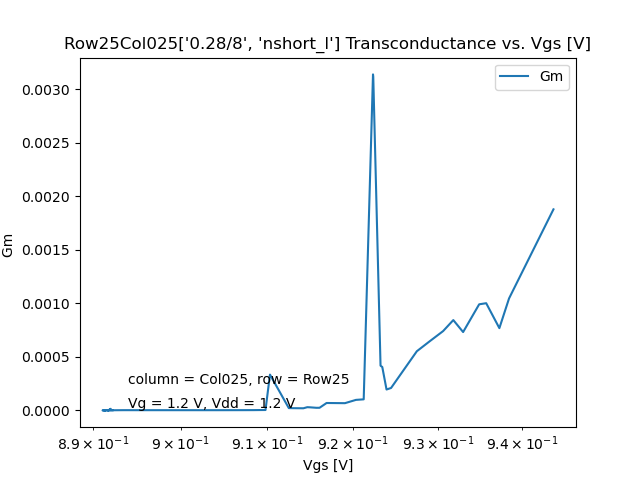 Row25Col025['0.28/8', 'nshort_l'] Transconductance vs. Vgs [V]
Gm
0.0030
0.0025
0.0020
0.0015
0.0010
0.0005
0.0000
Gm
column = Col025, row = Row25
Vg = 1.2 V, Vdd = 1.2 V
8.9 × 10⁻¹ 9 × 10⁻¹ 9.1 × 10⁻¹ 9.2 × 10⁻¹ 9.3 × 10⁻¹ 9.4 × 10⁻¹
Vgs [V]